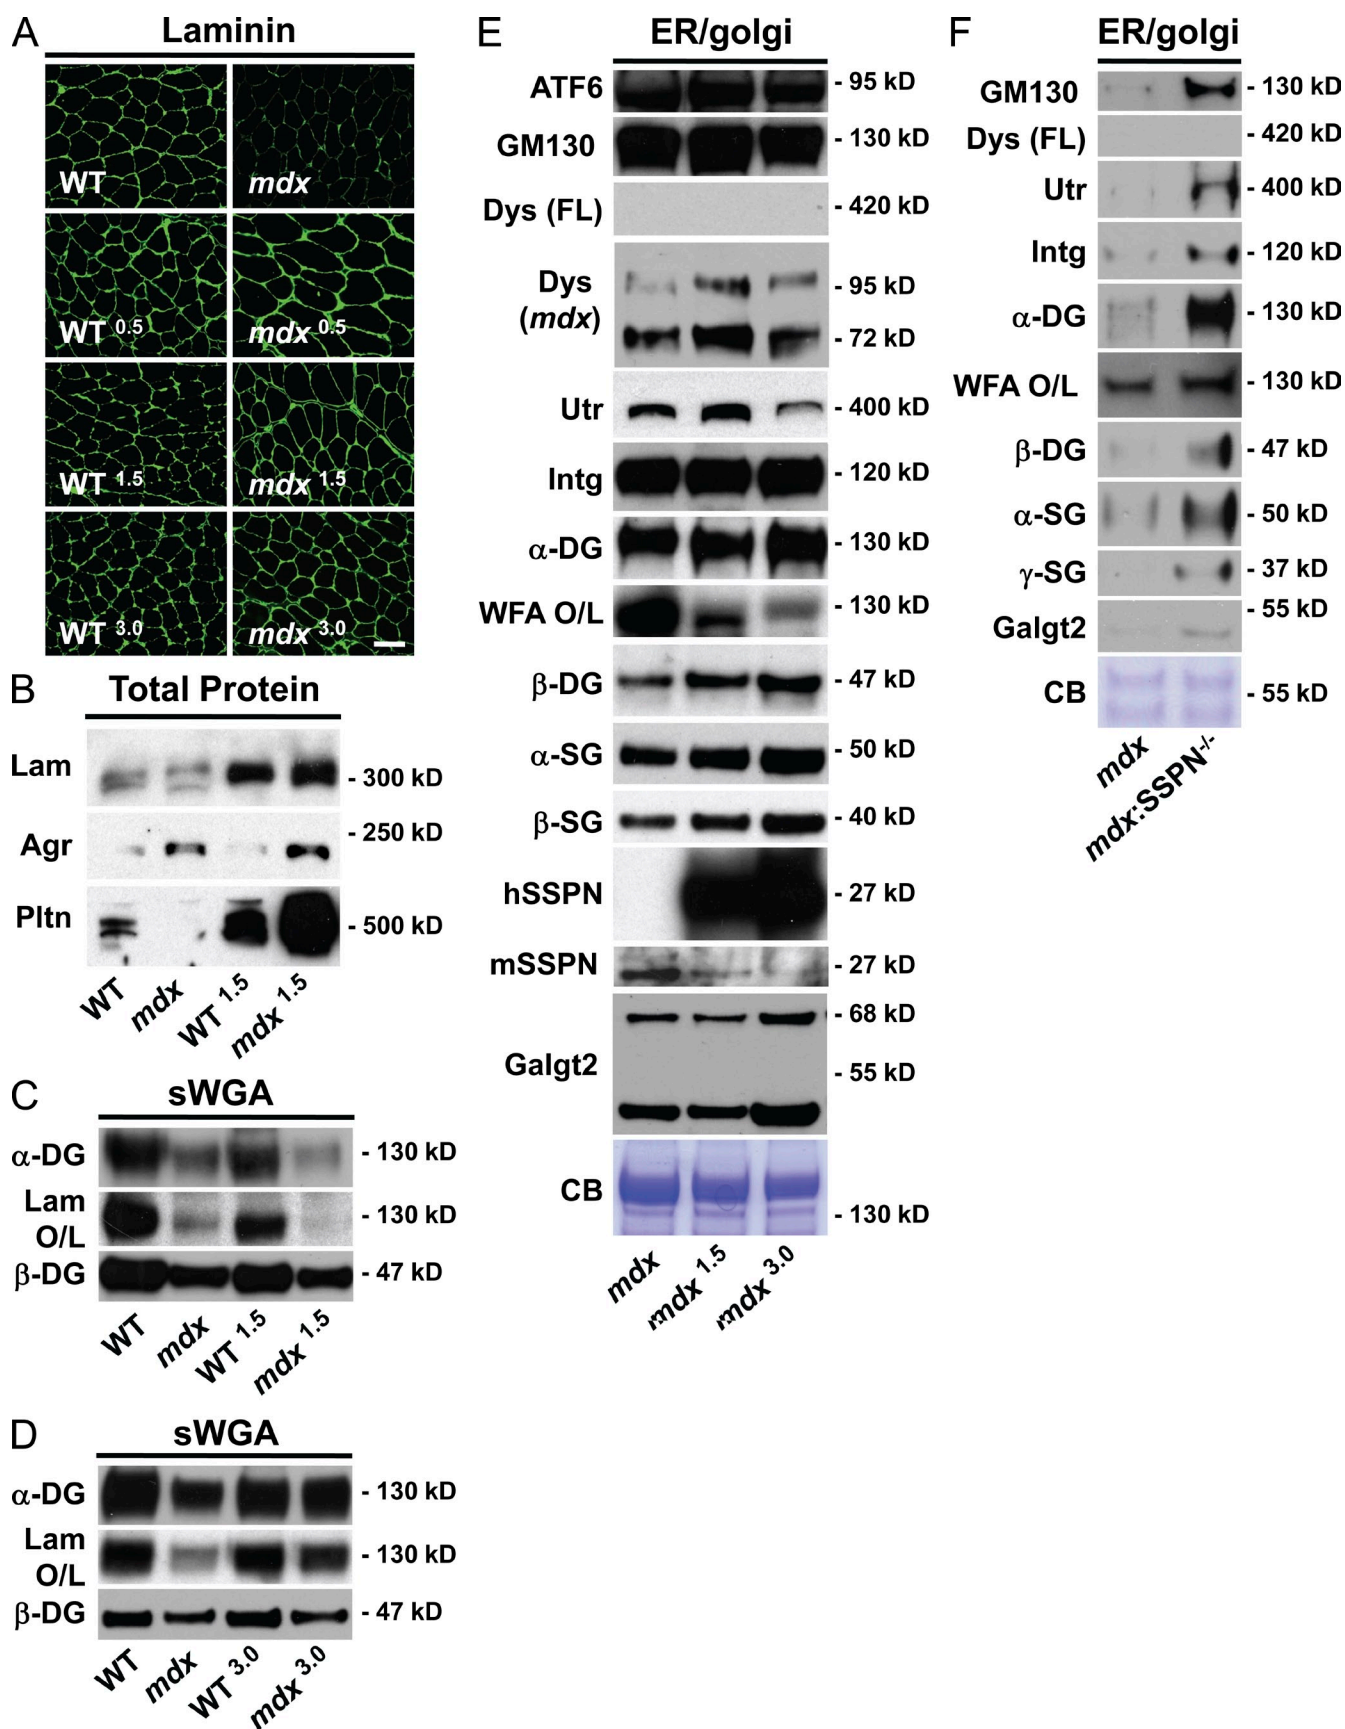 A
Laminin
WT
mdx
WT 0.5
mdx 0.5
WT 1.5
mdx 1.5
WT 3.0
mdx 3.0
B
Total Protein
Lam
- 300 kD
Agr
- 250 kD
Pltn
- 500 kD
WT
mdx
WT 1.5
mdx 1.5
C
sWGA
α-DG
- 130 kD
Lam
O/L
- 130 kD
β-DG
- 47 kD
WT
mdx
WT 1.5
mdx 1.5
D
sWGA
α-DG
- 130 kD
Lam
O/L
- 130 kD
β-DG
- 47 kD
WT
mdx
WT 3.0
mdx 3.0
E
ER/golgi
ATF6
- 95 kD
GM130
- 130 kD
Dys (FL)
- 420 kD
Dys
(mdx)
- 95 kD
- 72 kD
Utr
- 400 kD
Intg
- 120 kD
α-DG
- 130 kD
WFA O/L
- 130 kD
β-DG
- 47 kD
α-SG
- 50 kD
β-SG
- 40 kD
hSSPN
- 27 kD
mSSPN
- 27 kD
Galgt2
- 68 kD
- 55 kD
CB
- 130 kD
mdx
mdx 1.5
mdx 3.0
F
ER/golgi
GM130
- 130 kD
Dys (FL)
- 420 kD
Utr
- 400 kD
Intg
- 120 kD
α-DG
- 130 kD
WFA O/L
- 130 kD
β-DG
- 47 kD
α-SG
- 50 kD
γ-SG
- 37 kD
Galgt2
- 55 kD
CB
- 55 kD
mdx
mdx:SSPN-/-